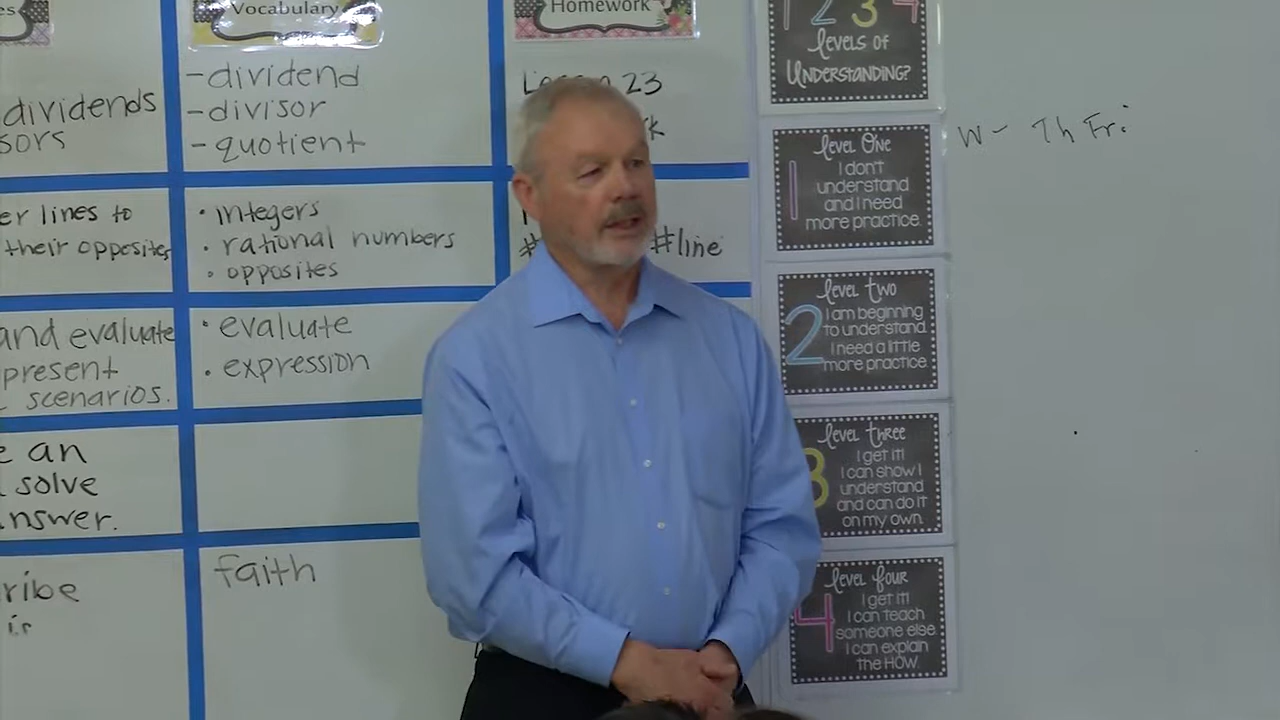 es
Vocabulary
Homework
dividends
sors
-dividend
-divisor
-quotient
23
er lines to
their opposites
• integers
• rational numbers
• opposites
#line
and evaluate
present
scenarios.
• evaluate
• expression
e an
solve
nswer.
ribe
ir
faith
1 2 3 4
Levels of
Understanding?
Level One
1
I don't
understand
and I need
more practice.
Level Two
2
I am beginning
to understand.
I need a little
more practice.
Level Three
3
I get it!
I can show I
understand
and can do it
on my own.
Level Four
4
I get it!
I can teach
someone else.
I can explain
the HOW.
W- Th Fri